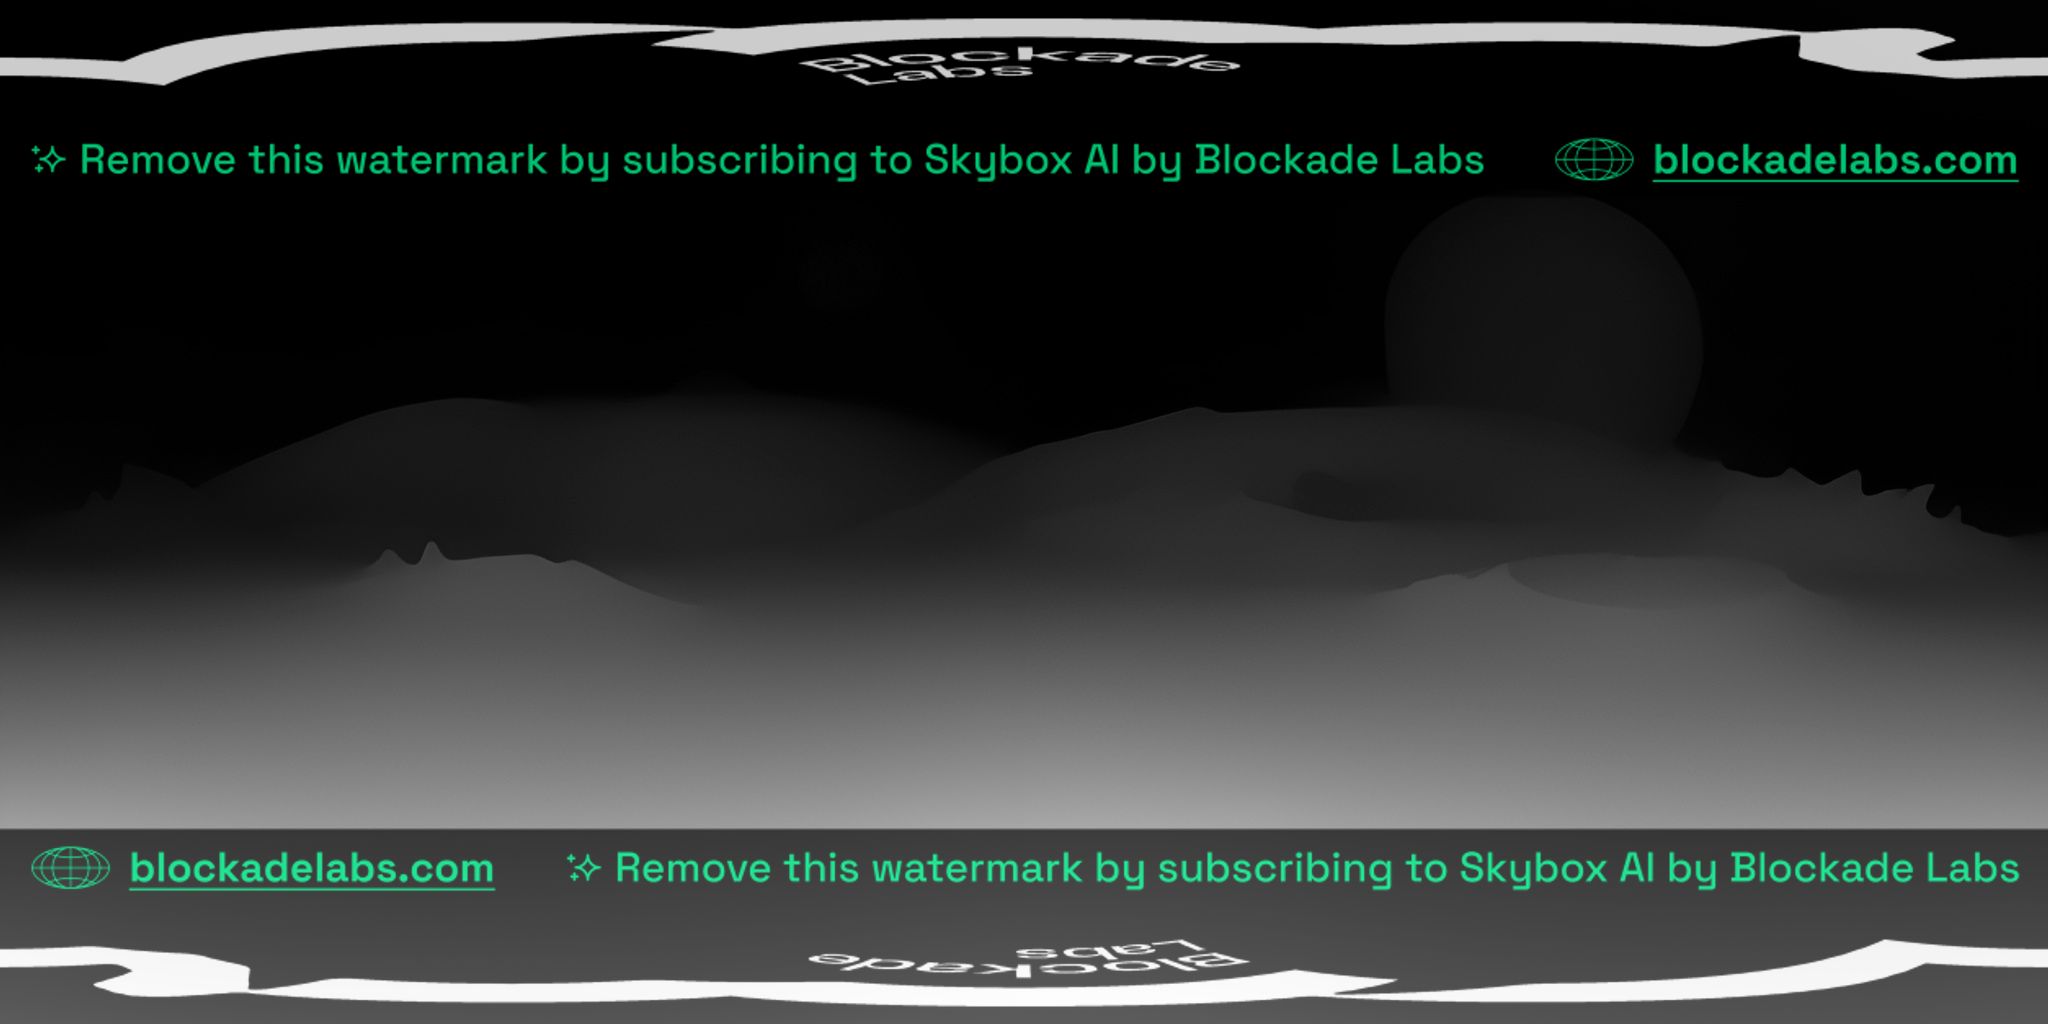 Blockade
Labs
Remove this watermark by subscribing to Skybox AI by Blockade Labs blockadelabs.com
blockadelabs.com Remove this watermark by subscribing to Skybox AI by Blockade Labs
Blockade
Labs